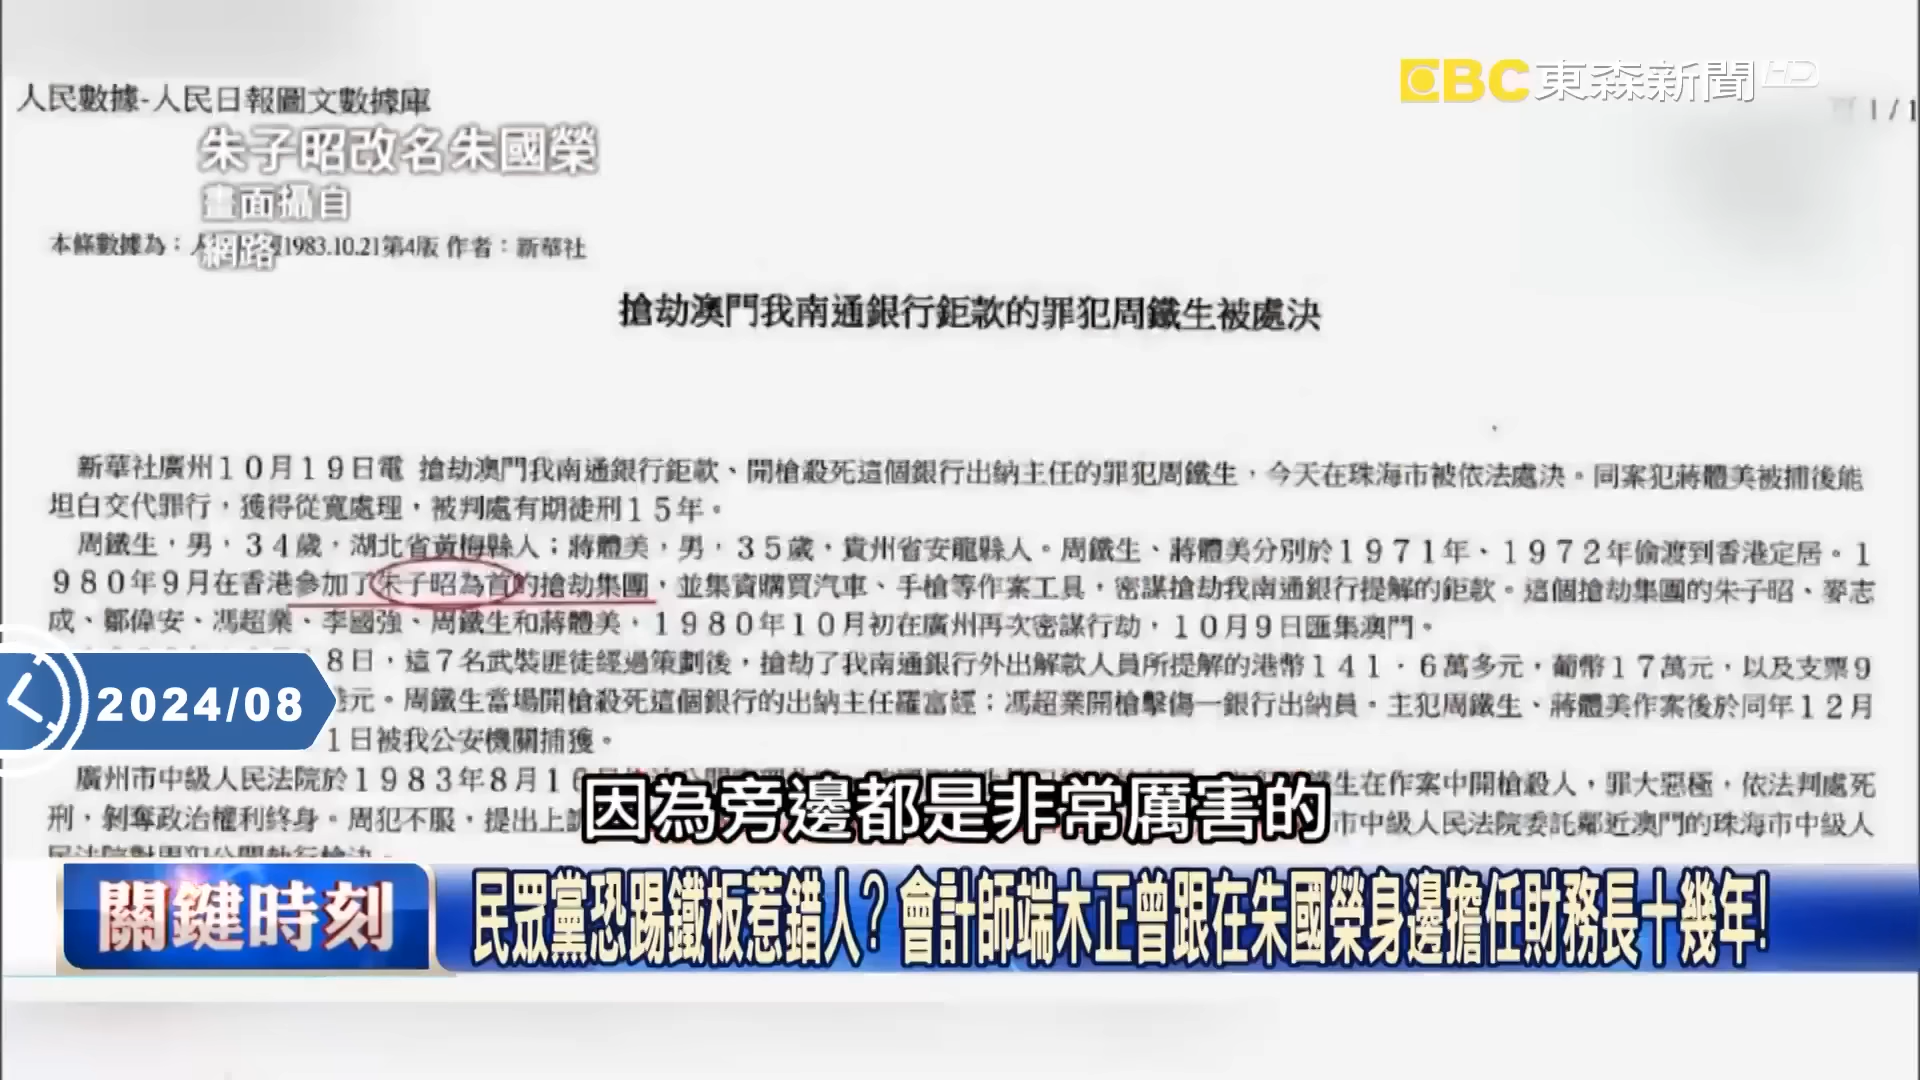 EBC 東森新聞 HD
人民數據-人民日報圖文數據庫
1/1
朱子昭改名朱國榮
畫面攝自
網路
本條數據為：人 1983.10.21第4版 作者：新華社
搶劫澳門我南通銀行鉅款的罪犯周鐵生被處決
新華社廣州１０月１９日電 搶劫澳門我南通銀行鉅款、開槍殺死這個銀行出納主任的罪犯周鐵生，今天在珠海市被依法處決。同案犯蔣體美被捕後能
坦白交代罪行，獲得從寬處理，被判處有期徒刑１５年。
周鐵生，男，３４歲，湖北省黃梅縣人；蔣體美，男，３５歲，貴州省安龍縣人。周鐵生、蔣體美分別於１９７１年、１９７２年偷渡到香港定居。１
９８０年９月在香港參加了朱子昭為首的搶劫集團，並集資購買汽車、手槍等作案工具，密謀搶劫我南通銀行提解的鉅款。這個搶劫集團的朱子昭、麥志
成、鄒偉安、馮超業、李國強、周鐵生和蔣體美，１９８０年１０月初在廣州再次密謀行劫，１０月９日匯集澳門。
８日，這７名武裝匪徒經過策劃後，搶劫了我南通銀行外出解款人員所提解的港幣１４１．６萬多元，葡幣１７萬元，以及支票９
港元。周鐵生當場開槍殺死這個銀行的出納主任羅富經；馮超業開槍擊傷一銀行出納員。主犯周鐵生、蔣體美作案後於同年１２月
2024/08
１日被我公安機關捕獲。
廣州市中級人民法院於１９８３年８月１６ 生在作案中開槍殺人，罪大惡極，依法判處死
刑，剝奪政治權利終身。周犯不服，提出上訴 市中級人民法院委託鄰近澳門的珠海市中級人
因為旁邊都是非常厲害的
關鍵時刻
民眾黨恐踢鐵板惹錯人？會計師端木正曾跟在朱國榮身邊擔任財務長十幾年！